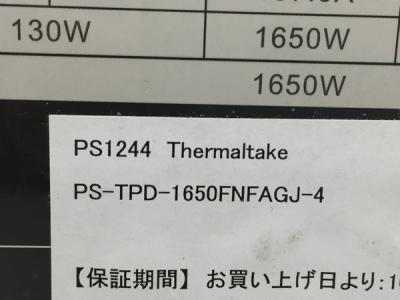 130W 1650W
1650W
PS1244 Thermaltake
PS-TPD-1650FNFAGJ-4
【保証期間】 お買い上げ日より: